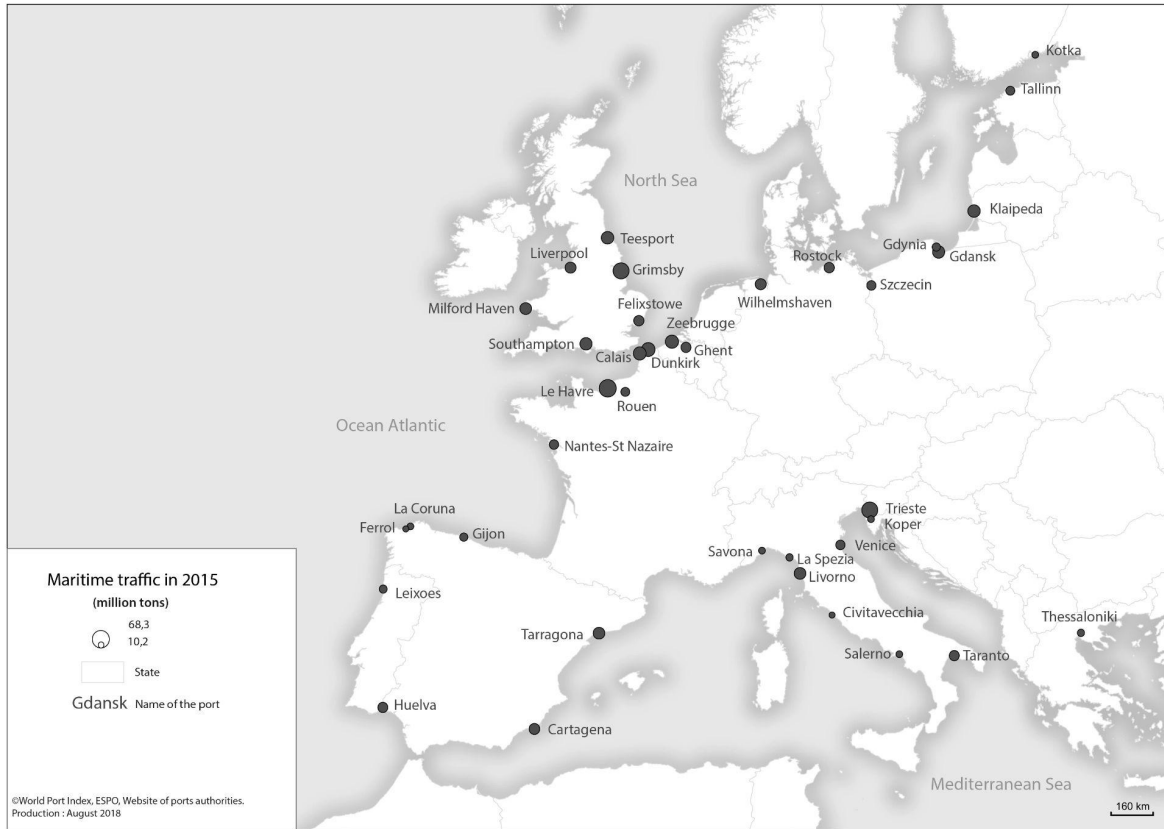 Kotka
Tallinn
North Sea
Klaipeda
Teesport
Gdynia
Liverpool
Rostock
Gdansk
Grimsby
Szczecin
Wilhelmshaven
Felixstowe
Milford Haven
Zeebrugge
Southampton
Ghent
Calais
Dunkirk
Le Havre
Rouen
Ocean Atlantic
Nantes-St Nazaire
La Coruna
Trieste
Ferrol
Koper
Gijon
Venice
Savona
La Spezia
Livorno
Leixoes
Civitavecchia
Thessaloniki
Tarragona
Salerno
Taranto
Huelva
Cartagena
Mediterranean Sea
160 km
Maritime traffic in 2015
(million tons)
68,3
10,2
State
Gdansk Name of the port
©World Port Index, ESPO, Website of ports authorities.
Production : August 2018